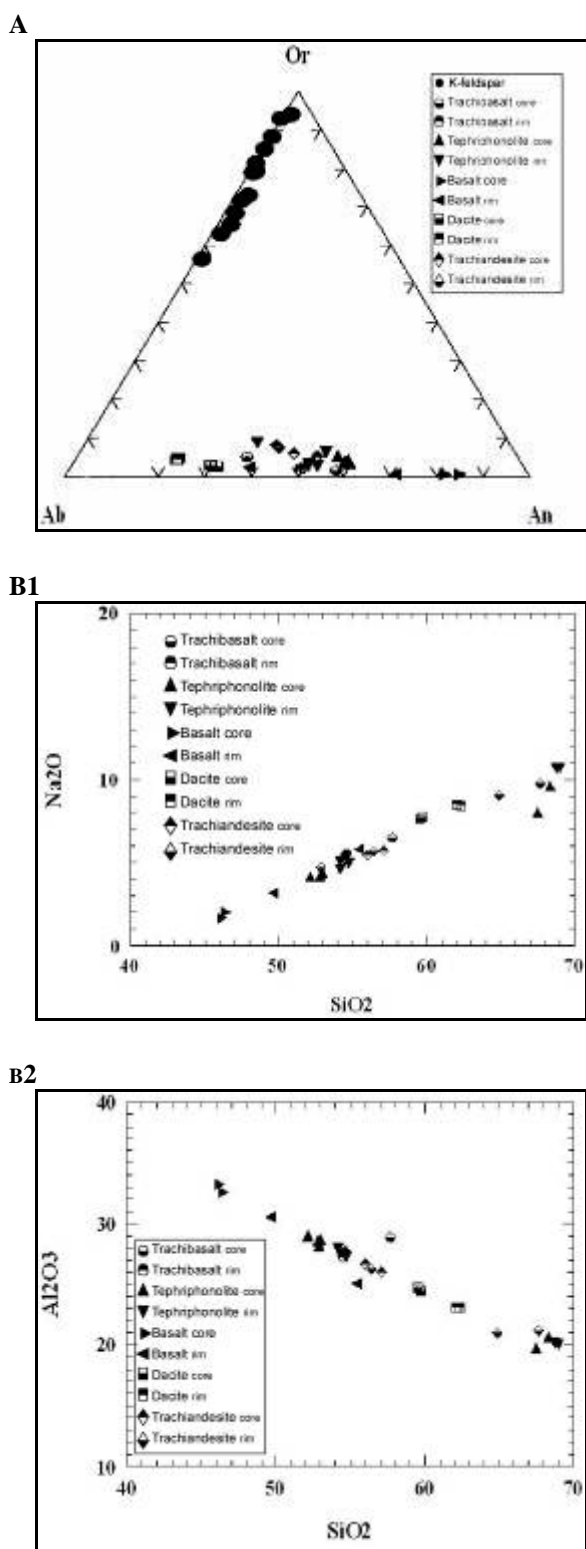 A
Or
K-feldspar
Trachibasalt core
Trachibasalt rim
Tephriphonolite core
Tephriphonolite rim
Basalt core
Basalt rim
Dacite core
Dacite rim
Trachiandesite core
Trachiandesite rim
Ab
An
B1
20
Trachibasalt core
Trachibasalt rim
Tephriphonolite core
Tephriphonolite rim
Basalt core
Basalt rim
Dacite core
Dacite rim
Trachiandesite core
Trachiandesite rim
Na2O
10
0
40
50
60
70
SiO2
B2
40
30
Al2O3
Trachibasalt core
Trachibasalt rim
Tephriphonolite core
Tephriphonolite rim
Basalt core
Basalt rim
Dacite core
Dacite rim
Trachiandesite core
Trachiandesite rim
20
10
40
50
60
70
SiO2